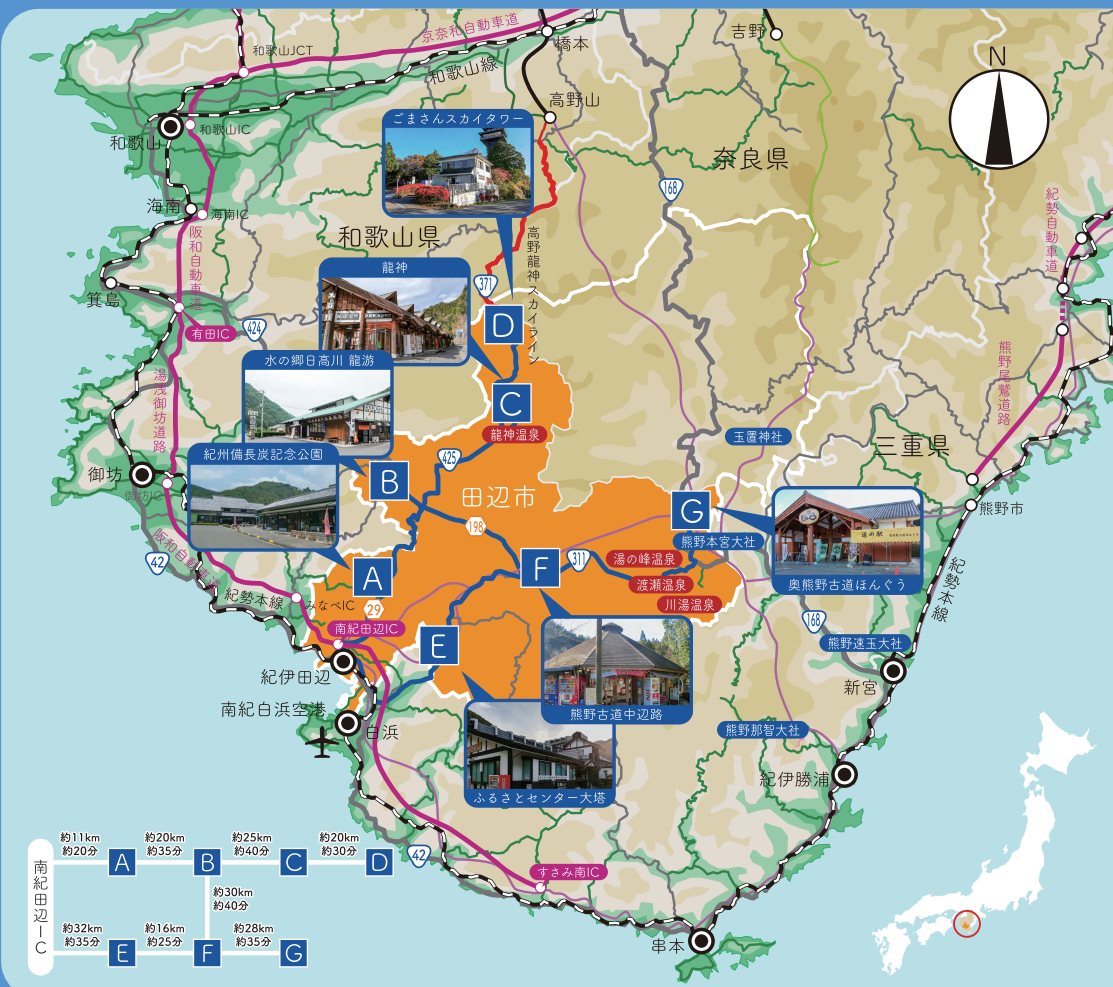 京奈和自動車道
和歌山JCT
橋本
吉野
和歌山線
N
高野山
和歌山
和歌山IC
ごまさんスカイタワー
奈良県
168
海南
海南IC
阪和自動車道
和歌山県
高野龍神スカイライン
紀勢自動車道
龍神
371
箕島
有田IC
424
D
水の郷日高川 龍游
湯浅御坊道路
熊野尾鷲道路
C
龍神温泉
玉置神社
三重県
紀州備長炭記念公園
425
御坊
御坊IC
B
田辺市
G
熊野市
198
熊野本宮大社
阪和自動車道
42
A
F
311
湯の峰温泉
渡瀬温泉
川湯温泉
奥熊野古道ほんぐう
紀勢本線
紀勢本線
みなべIC
29
168
南紀田辺IC
E
熊野速玉大社
紀伊田辺
新宮
南紀白浜空港
白浜
熊野古道中辺路
熊野那智大社
紀伊勝浦
ふるさとセンター大塔
42
すさみ南IC
串本
南紀田辺IC
約11km
約20分
A
約20km
約35分
B
約25km
約40分
C
約20km
約30分
D
約30km
約40分
約32km
約35分
E
約16km
約25分
F
約28km
約35分
G